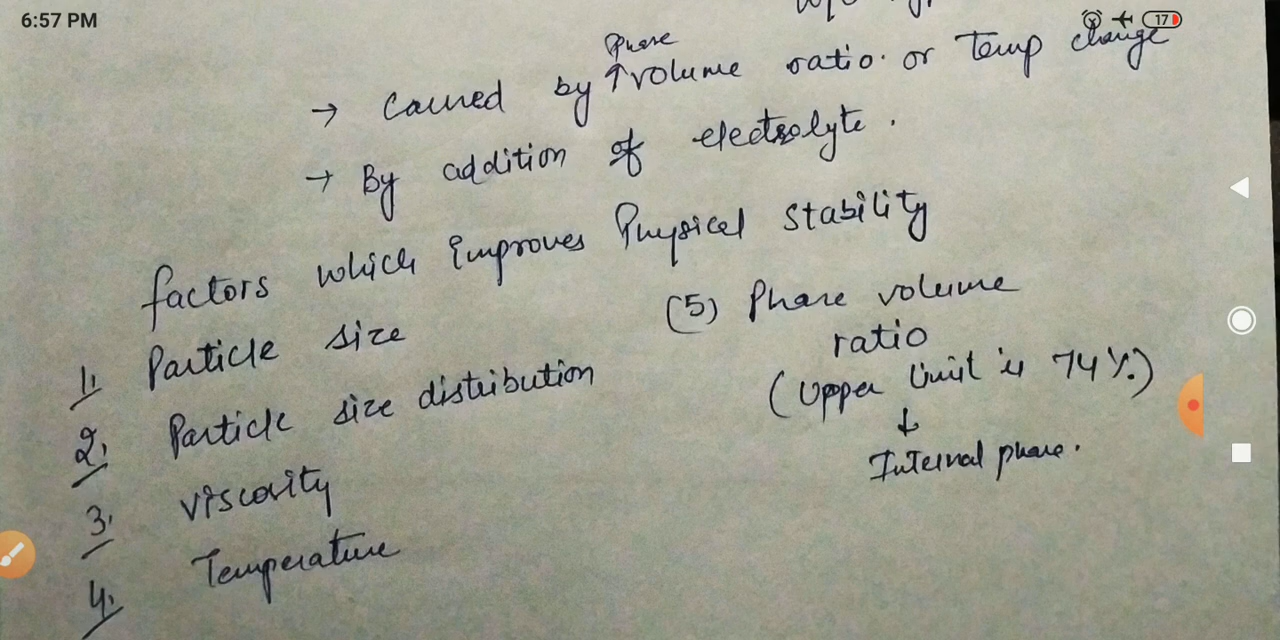 6:57 PM
17
Phase
→ Caused by ↑volume ratio. or Temp change
→ By addition of electrolyte.
factors which improves Physical Stability
1. Particle size
2. Particle size distribution
3. Viscosity
4. Temperature
(5) Phase volume
ratio
(Upper limit is 74%)
↓
Internal phase.